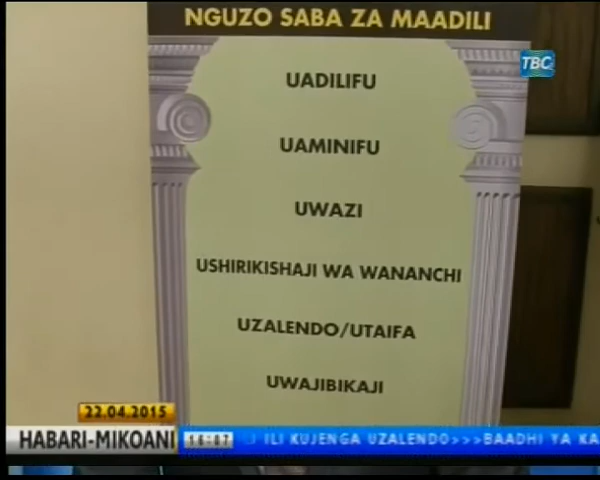 NGUZO SABA ZA MAADILI
TBC
UADILIFU
UAMINIFU
UWAZI
USHIRIKISHAJI WA WANANCHI
UZALENDO/UTAIFA
UWAJIBIKAJI
22.04.2015
HABARI-MIKOANI 16:07 ILI KUJENGA UZALENDO>>>BAADHI YA KA